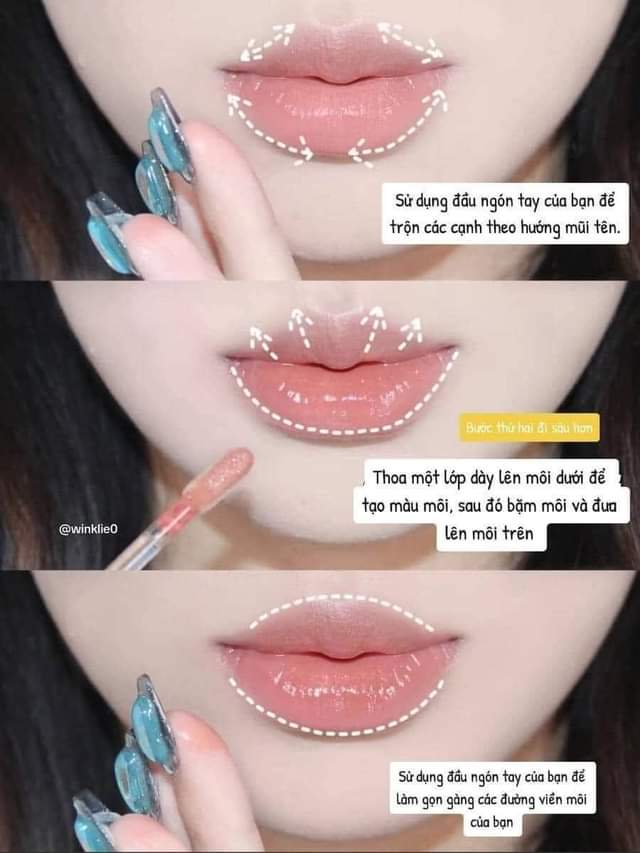 Sử dụng đầu ngón tay của bạn để
trộn các cạnh theo hướng mũi tên.
Bước thứ hai đi sâu hơn
Thoa một lớp dày lên môi dưới để
tạo màu môi, sau đó bặm môi và đưa
lên môi trên
@winklie0
Sử dụng đầu ngón tay của bạn để
làm gọn gàng các đường viền môi
của bạn